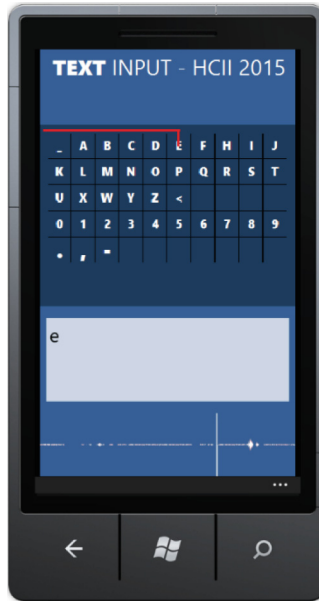 TEXT INPUT - HCII 2015
_ A B C D E F H I J
K L M N O P Q R S T
U X W Y Z <
0 1 2 3 4 5 6 7 8 9
. , -
e
...